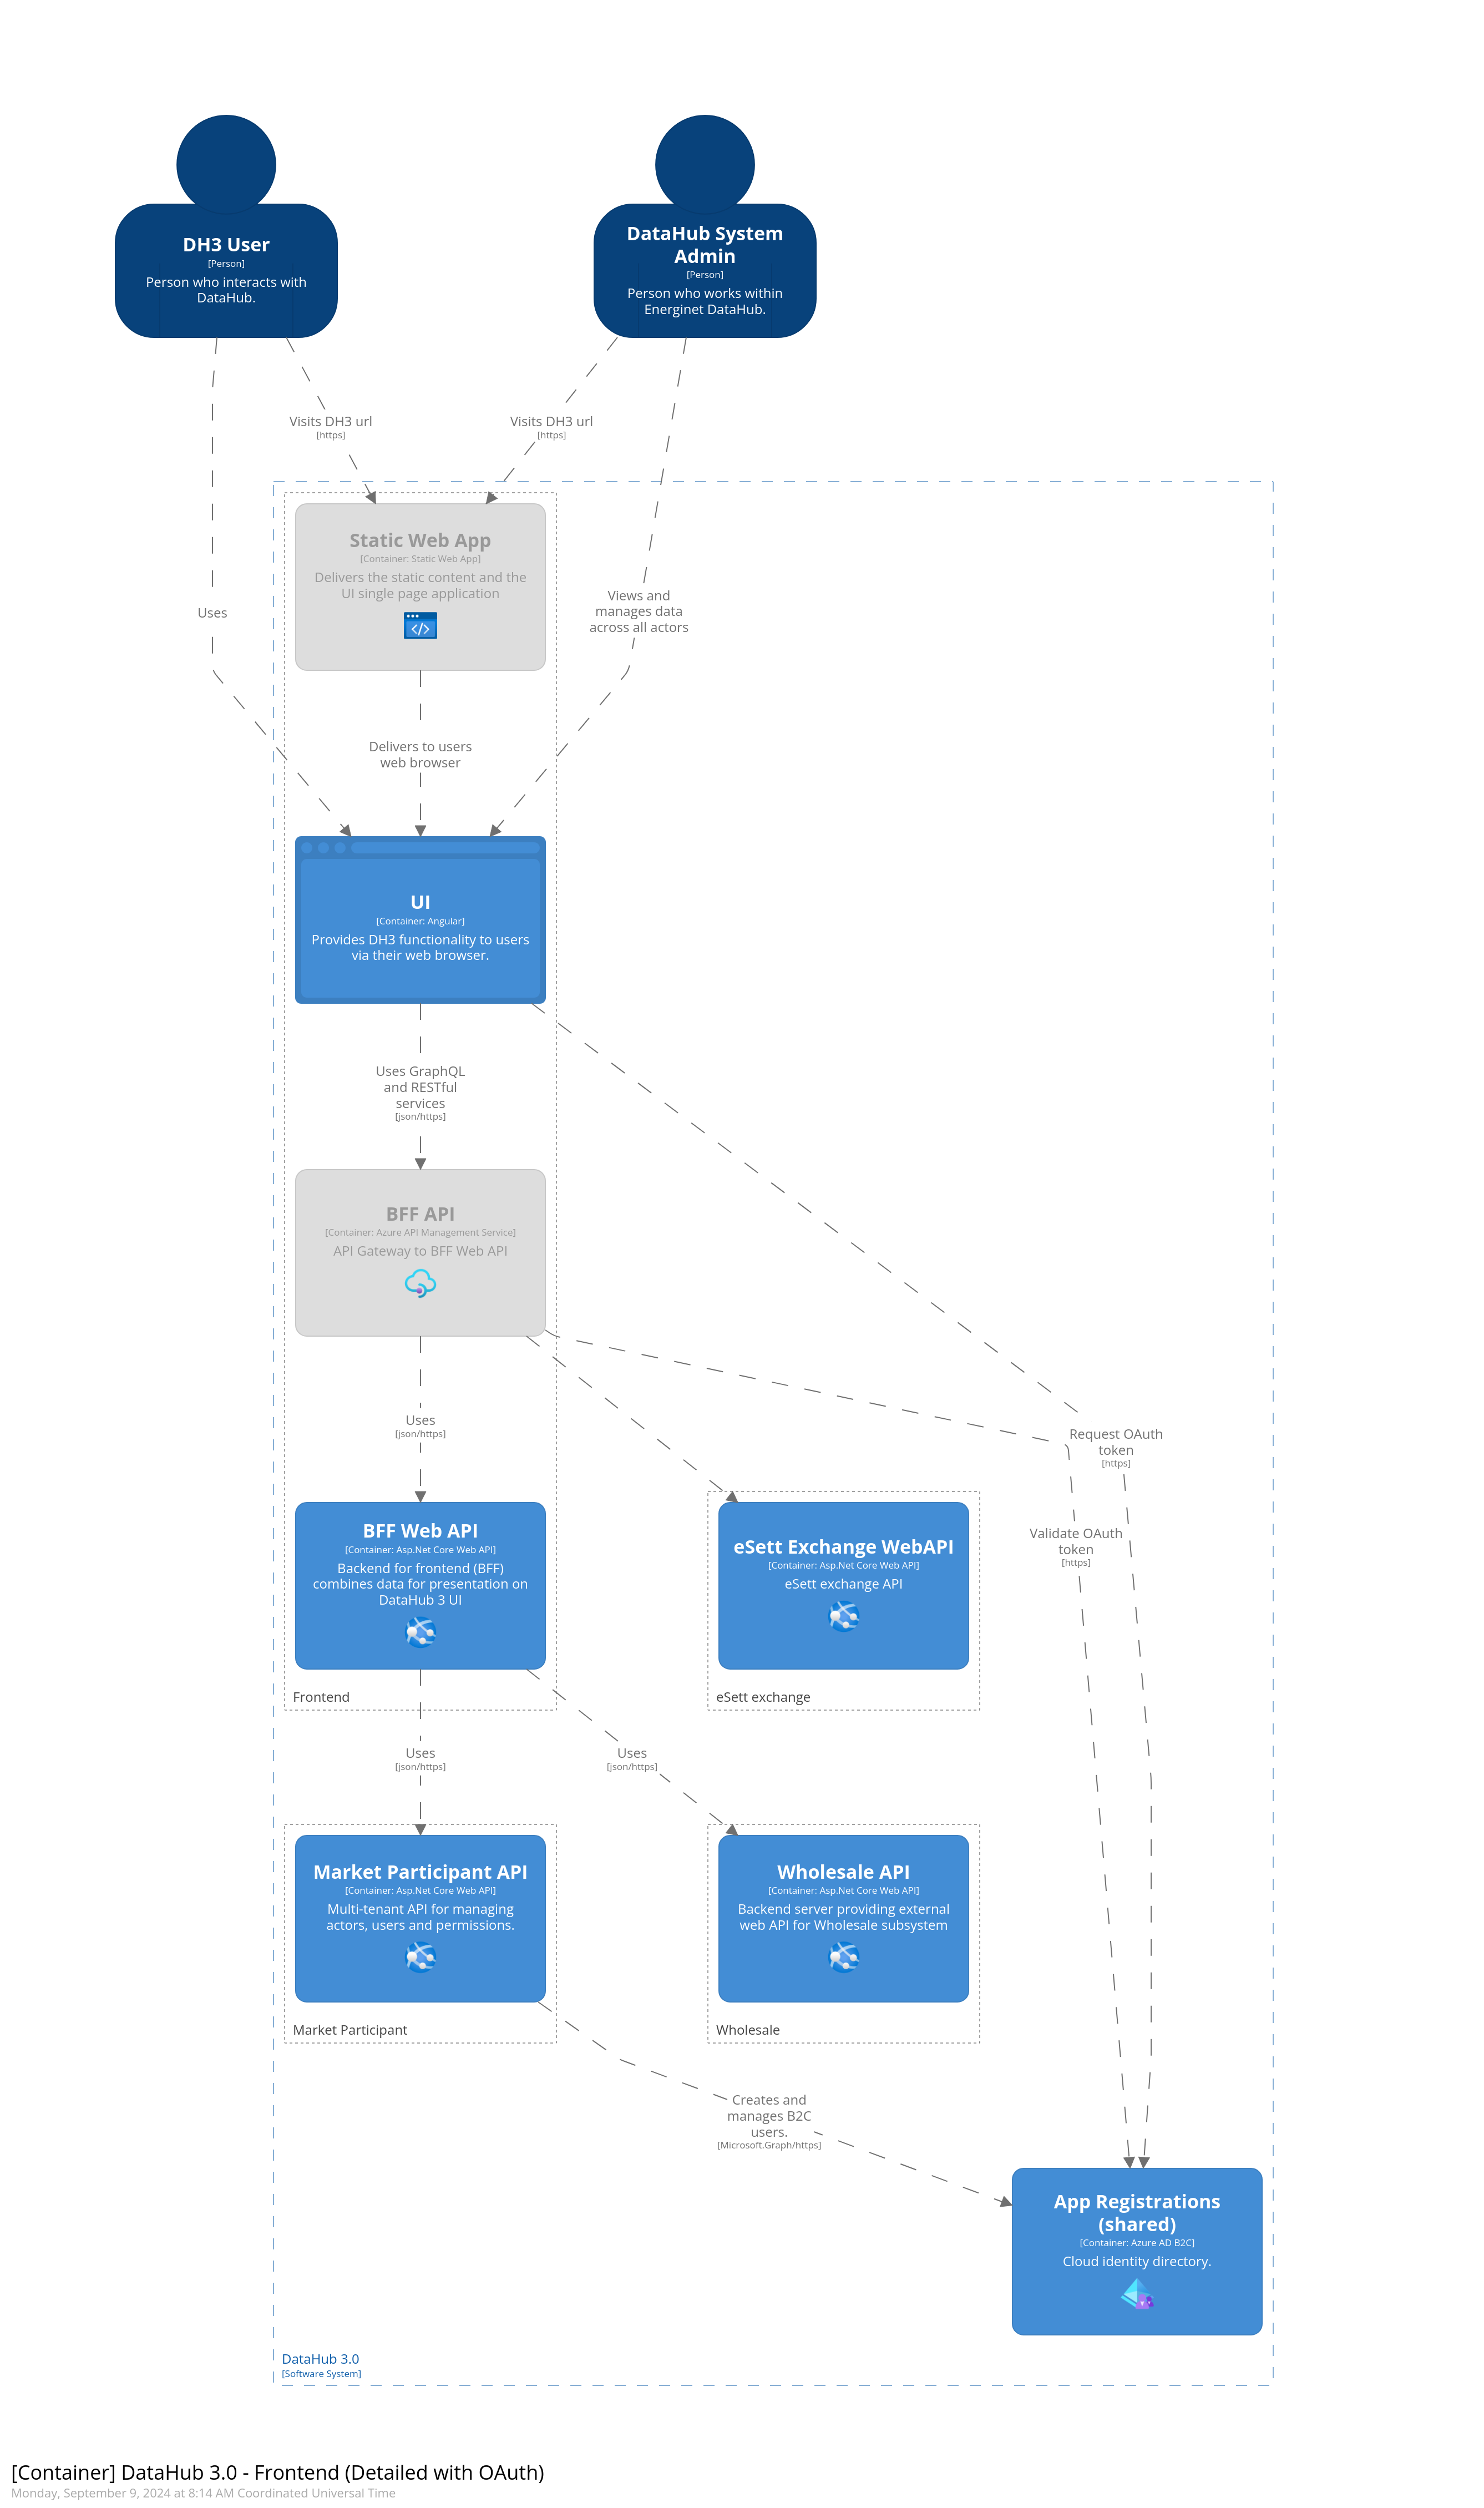 DH3 User
[Person]
Person who interacts with
DataHub.
DataHub System
Admin
[Person]
Person who works within
Energinet DataHub.
Visits DH3 url
[https]
Visits DH3 url
[https]
Static Web App
[Container: Static Web App]
Delivers the static content and the
UI single page application
Uses
Views and
manages data
across all actors
Delivers to users
web browser
UI
[Container: Angular]
Provides DH3 functionality to users
via their web browser.
Uses GraphQL
and RESTful
services
[json/https]
BFF API
[Container: Azure API Management Service]
API Gateway to BFF Web API
Uses
[json/https]
Request OAuth
token
[https]
Validate OAuth
token
[https]
BFF Web API
[Container: Asp.Net Core Web API]
Backend for frontend (BFF)
combines data for presentation on
DataHub 3 UI
Frontend
eSett Exchange WebAPI
[Container: Asp.Net Core Web API]
eSett exchange API
eSett exchange
Uses
[json/https]
Uses
[json/https]
Market Participant API
[Container: Asp.Net Core Web API]
Multi-tenant API for managing
actors, users and permissions.
Market Participant
Wholesale API
[Container: Asp.Net Core Web API]
Backend server providing external
web API for Wholesale subsystem
Wholesale
Creates and
manages B2C
users.
[Microsoft.Graph/https]
App Registrations
(shared)
[Container: Azure AD B2C]
Cloud identity directory.
DataHub 3.0
[Software System]
[Container] DataHub 3.0 - Frontend (Detailed with OAuth)
Monday, September 9, 2024 at 8:14 AM Coordinated Universal Time